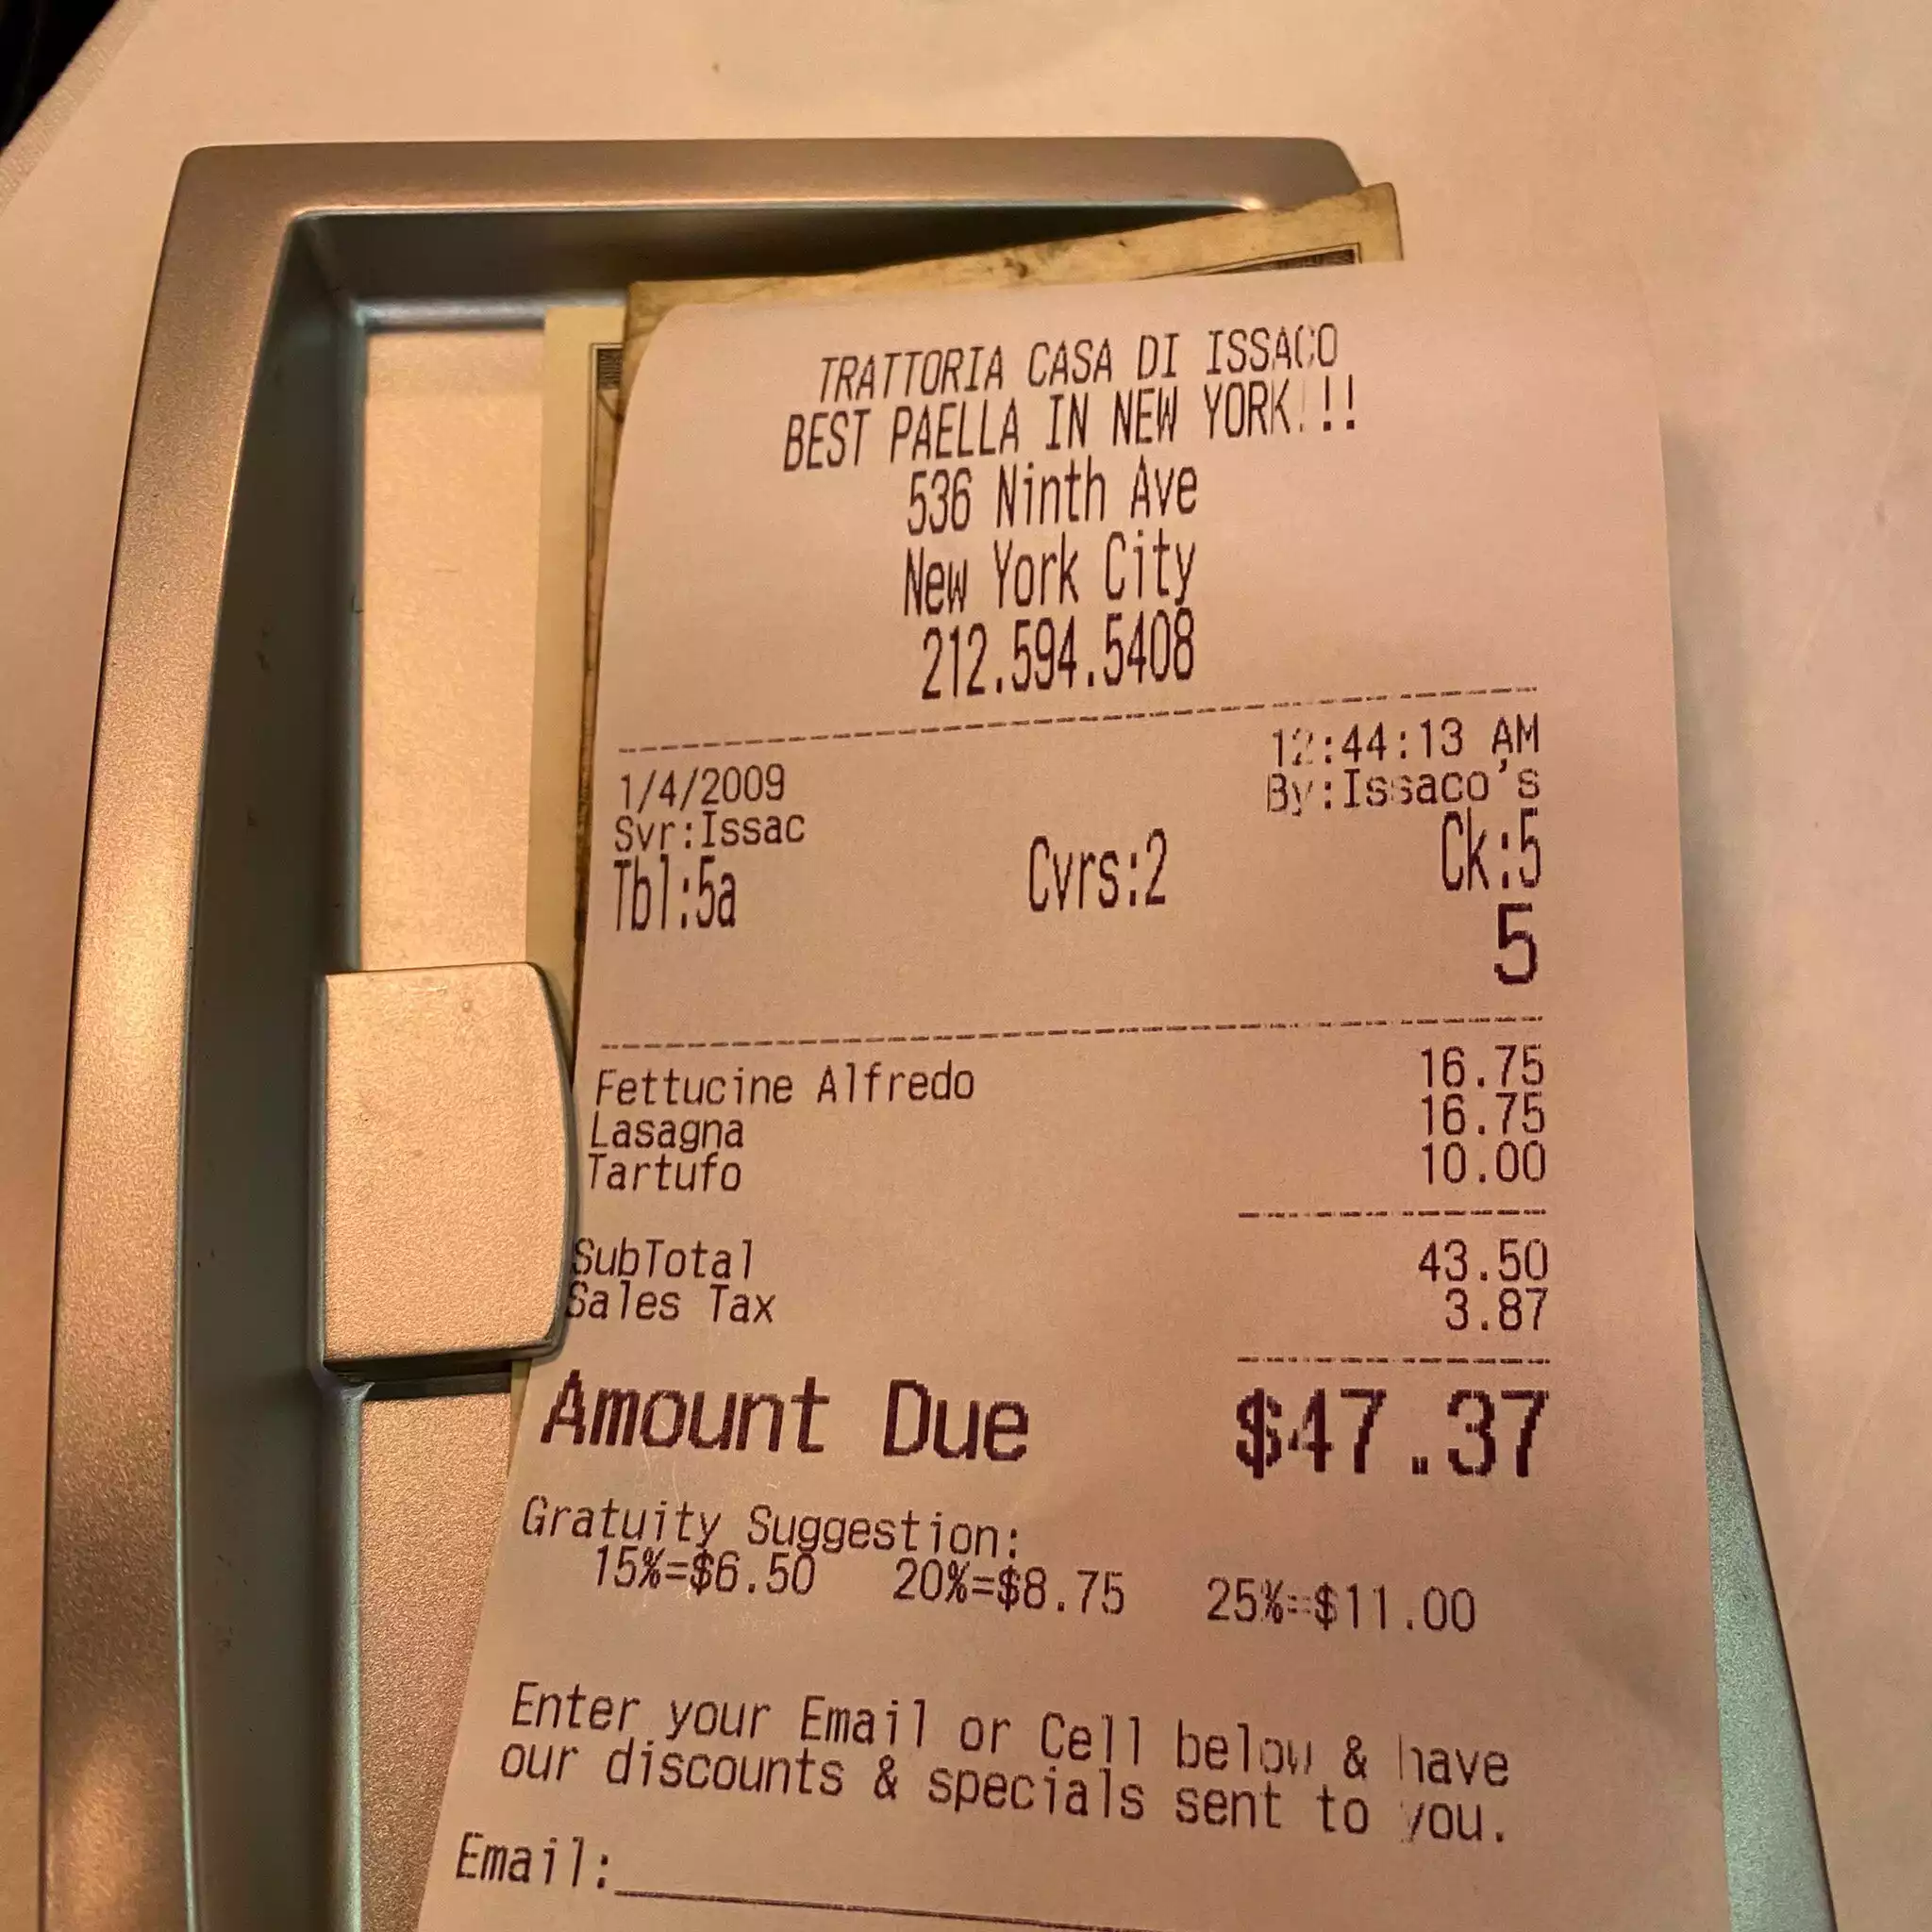 TRATTORIA CASA DI ISSACO
BEST PAELLA IN NEW YORK!!!
536 Ninth Ave
New York City
212.594.5408
1/4/2009 12:44:13 AM
Svr:Issac By:Issaco's
Tbl:5a Cvrs:2 Ck:5
5
Fettucine Alfredo 16.75
Lasagna 16.75
Tartufo 10.00
SubTotal 43.50
Sales Tax 3.87
Amount Due $47.37
Gratuity Suggestion:
15%=$6.50 20%=$8.75 25%=$11.00
Enter your Email or Cell below & have
our discounts & specials sent to you.
Email: